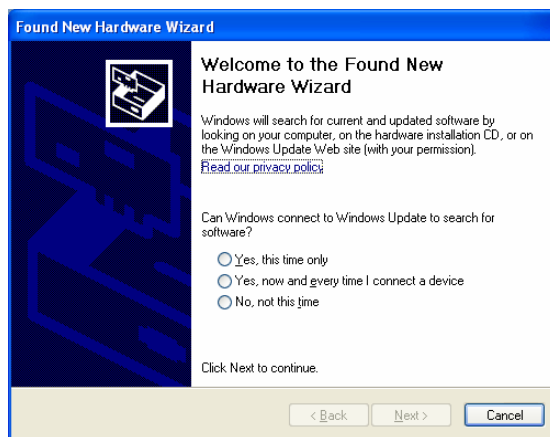 Found New Hardware Wizard
Welcome to the Found New
Hardware Wizard
Windows will search for current and updated software by
looking on your computer, on the hardware installation CD, or on
the Windows Update Web site (with your permission).
Read our privacy policy
Can Windows connect to Windows Update to search for
software?
Yes, this time only
Yes, now and every time I connect a device
No, not this time
Click Next to continue.
< Back Next > Cancel